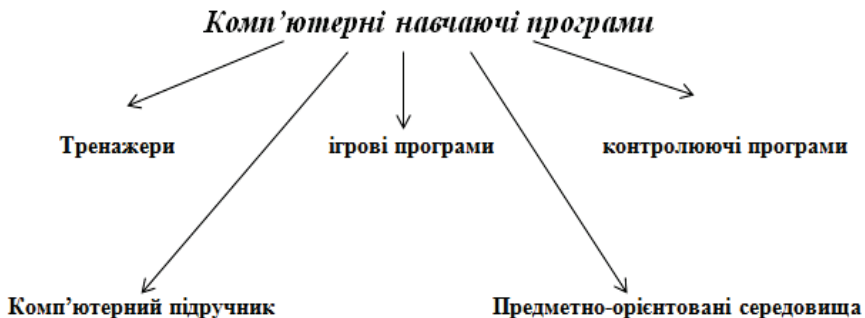 Комп’ютерні навчаючі програми
Тренажери
ігрові програми
контролюючі програми
Комп’ютерний підручник
Предметно-орієнтовані середовища